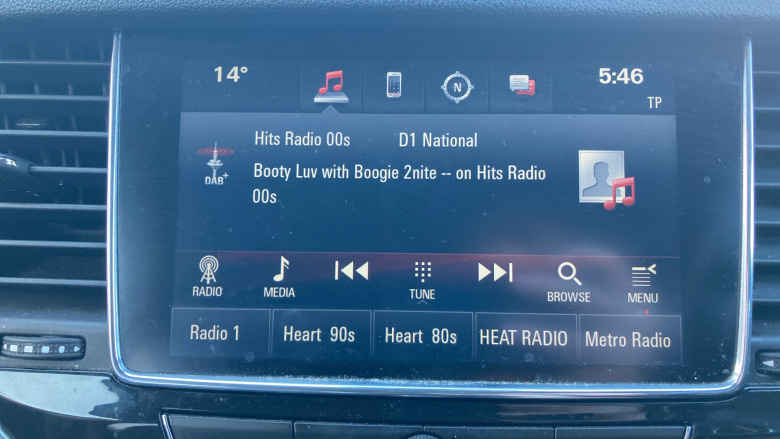 14° 5:46
N
TP
Hits Radio 00s D1 National
DAB+
Booty Luv with Boogie 2nite -- on Hits Radio
00s
RADIO MEDIA TUNE BROWSE MENU
Radio 1 Heart 90s Heart 80s HEAT RADIO Metro Radio